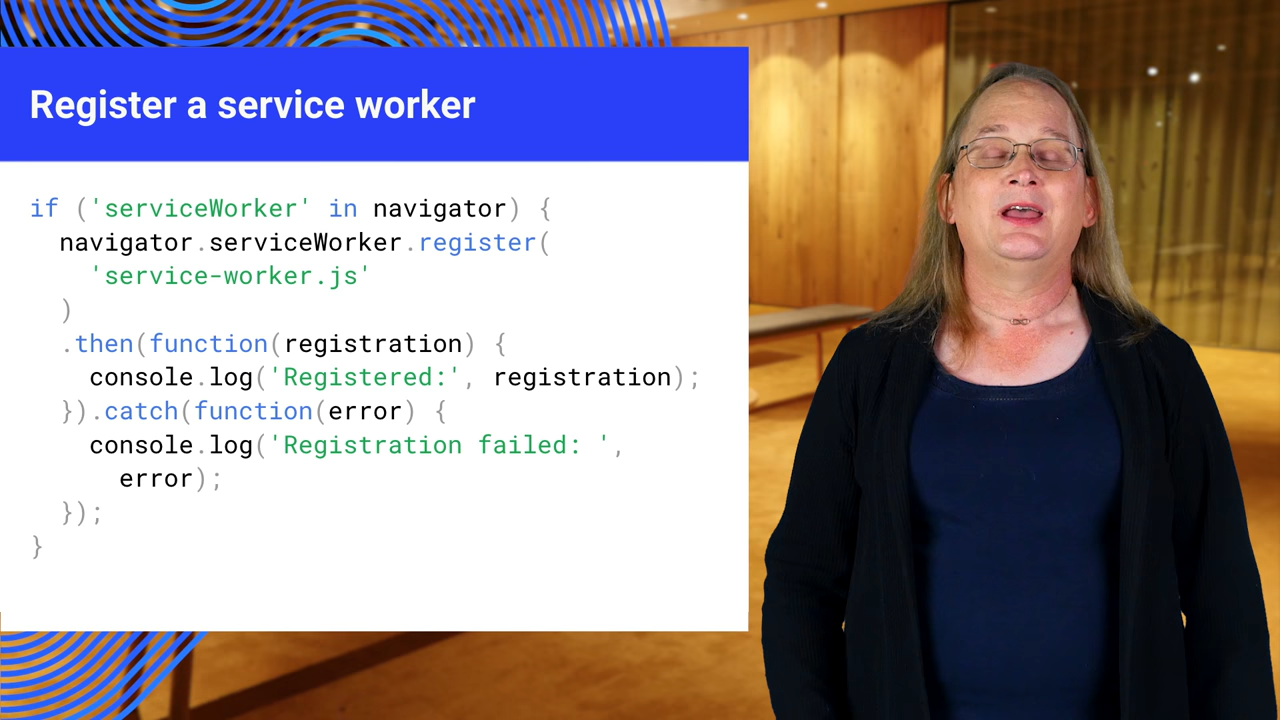 Register a service worker
if ('serviceWorker' in navigator) {
  navigator.serviceWorker.register(
    'service-worker.js'
  )
  .then(function(registration) {
    console.log('Registered:', registration);
  }).catch(function(error) {
    console.log('Registration failed: ',
      error);
  });
}